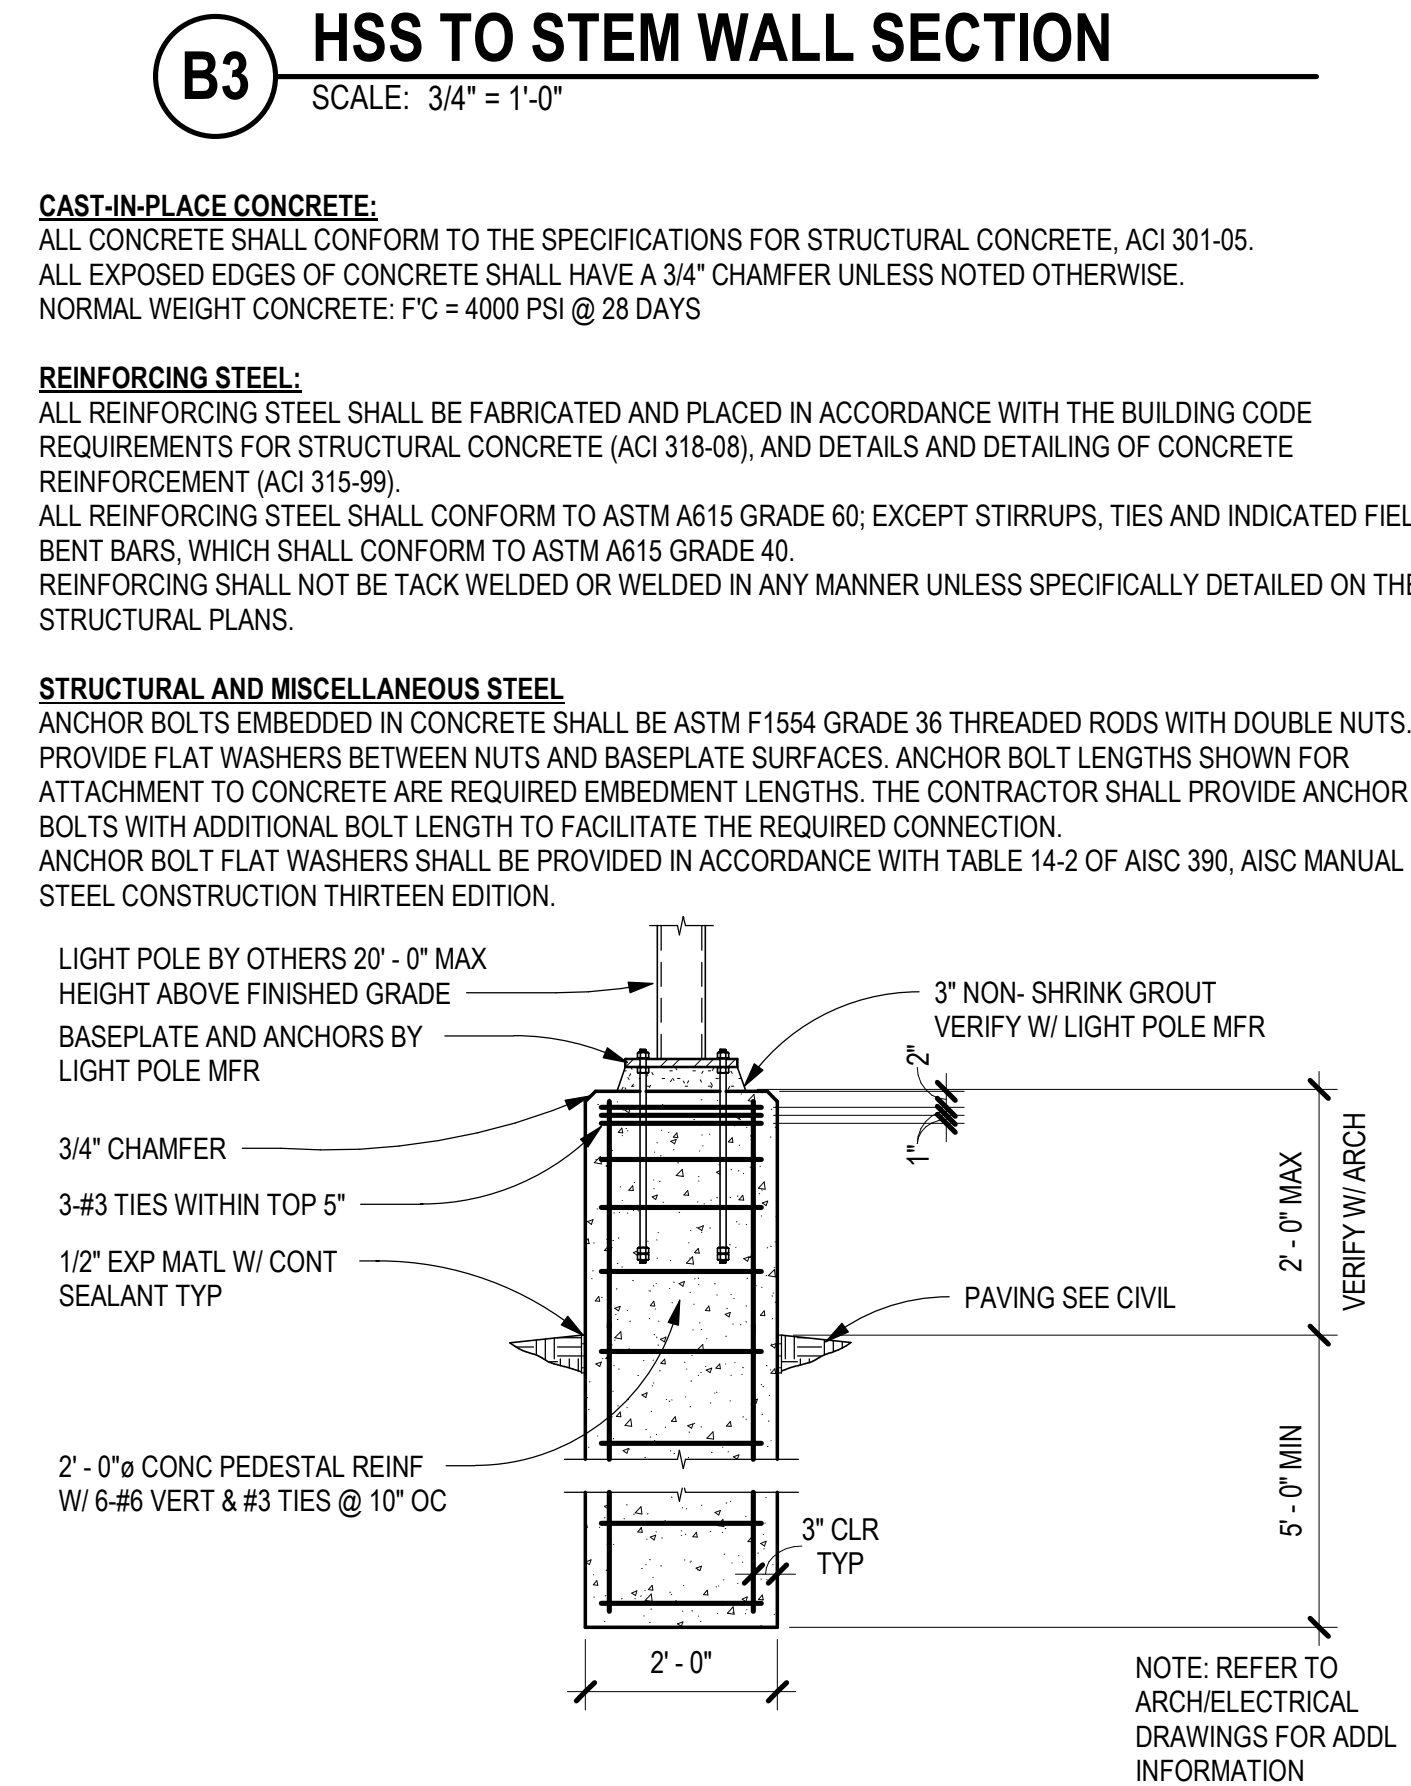 B3
HSS TO STEM WALL SECTION
SCALE: 3/4" = 1'-0"
CAST-IN-PLACE CONCRETE:
ALL CONCRETE SHALL CONFORM TO THE SPECIFICATIONS FOR STRUCTURAL CONCRETE, ACI 301-05.
ALL EXPOSED EDGES OF CONCRETE SHALL HAVE A 3/4" CHAMFER UNLESS NOTED OTHERWISE.
NORMAL WEIGHT CONCRETE: F'C = 4000 PSI @ 28 DAYS
REINFORCING STEEL:
ALL REINFORCING STEEL SHALL BE FABRICATED AND PLACED IN ACCORDANCE WITH THE BUILDING CODE
REQUIREMENTS FOR STRUCTURAL CONCRETE (ACI 318-08), AND DETAILS AND DETAILING OF CONCRETE
REINFORCEMENT (ACI 315-99).
ALL REINFORCING STEEL SHALL CONFORM TO ASTM A615 GRADE 60; EXCEPT STIRRUPS, TIES AND INDICATED FIEL
BENT BARS, WHICH SHALL CONFORM TO ASTM A615 GRADE 40.
REINFORCING SHALL NOT BE TACK WELDED OR WELDED IN ANY MANNER UNLESS SPECIFICALLY DETAILED ON THE
STRUCTURAL PLANS.
STRUCTURAL AND MISCELLANEOUS STEEL
ANCHOR BOLTS EMBEDDED IN CONCRETE SHALL BE ASTM F1554 GRADE 36 THREADED RODS WITH DOUBLE NUTS.
PROVIDE FLAT WASHERS BETWEEN NUTS AND BASEPLATE SURFACES. ANCHOR BOLT LENGTHS SHOWN FOR
ATTACHMENT TO CONCRETE ARE REQUIRED EMBEDMENT LENGTHS. THE CONTRACTOR SHALL PROVIDE ANCHOR
BOLTS WITH ADDITIONAL BOLT LENGTH TO FACILITATE THE REQUIRED CONNECTION.
ANCHOR BOLT FLAT WASHERS SHALL BE PROVIDED IN ACCORDANCE WITH TABLE 14-2 OF AISC 390, AISC MANUAL
STEEL CONSTRUCTION THIRTEEN EDITION.
LIGHT POLE BY OTHERS 20' - 0" MAX
HEIGHT ABOVE FINISHED GRADE
BASEPLATE AND ANCHORS BY
LIGHT POLE MFR
3/4" CHAMFER
3-#3 TIES WITHIN TOP 5"
1/2" EXP MATL W/ CONT
SEALANT TYP
2' - 0"ø CONC PEDESTAL REINF
W/ 6-#6 VERT & #3 TIES @ 10" OC
3" NON- SHRINK GROUT
VERIFY W/ LIGHT POLE MFR
2"
1"
2' - 0" MAX
VERIFY W/ ARCH
PAVING SEE CIVIL
5' - 0" MIN
3" CLR
TYP
2' - 0"
NOTE: REFER TO
ARCH/ELECTRICAL
DRAWINGS FOR ADDL
INFORMATION